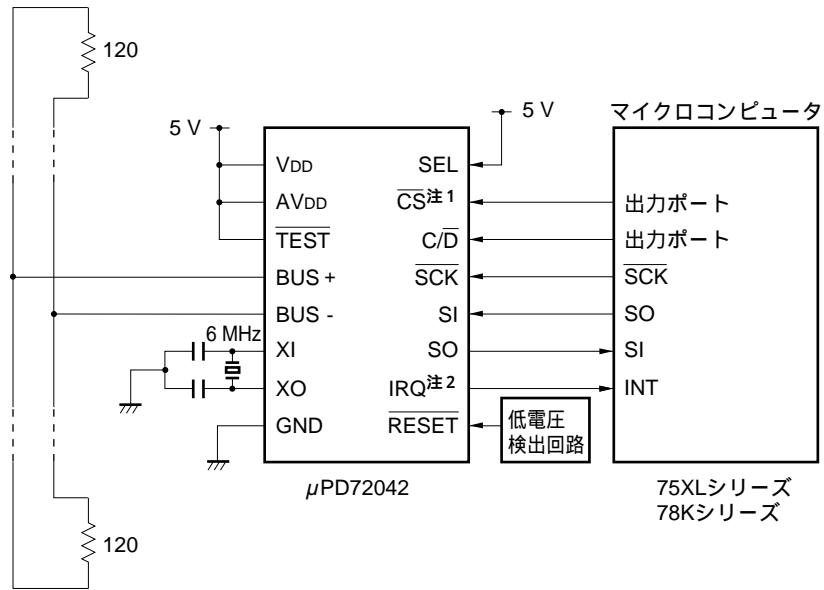 120
5 V
5 V
マイクロコンピュータ
VDD
SEL
AVDD
CS注1
出力ポート
TEST
C/D
出力ポート
BUS +
SCK
SCK
BUS -
SI
SO
6 MHz
XI
SO
SI
XO
IRQ注2
INT
GND
RESET
低電圧
検出回路
μPD72042
75XLシリーズ
78Kシリーズ
120